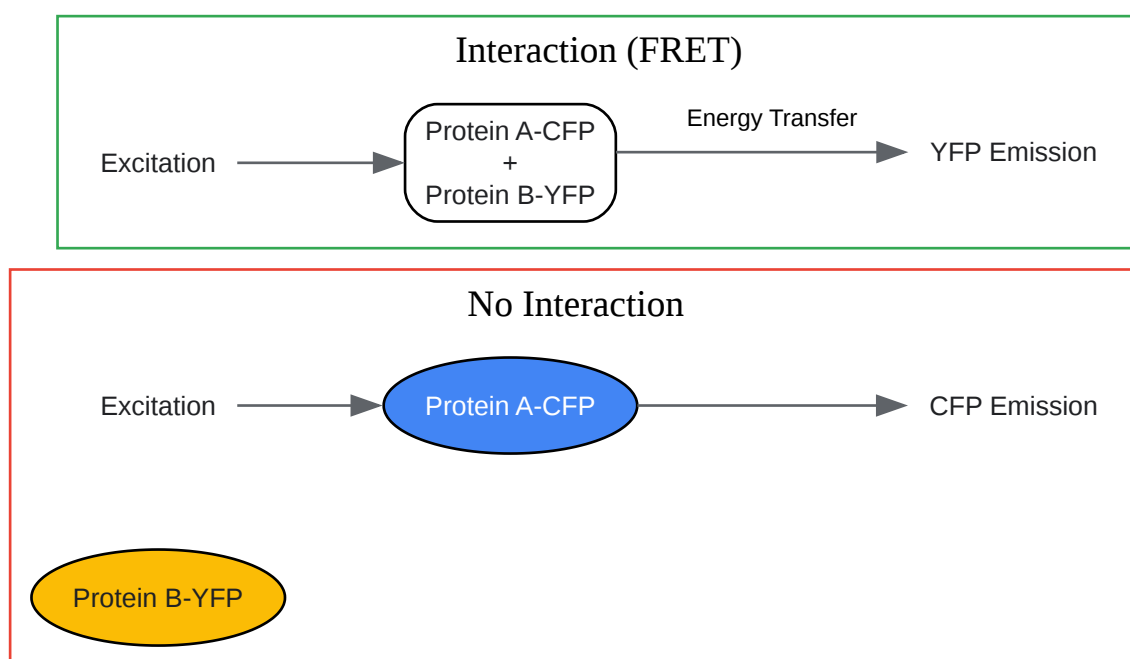 Interaction (FRET)
Excitation
Protein A-CFP
+
Protein B-YFP
Energy Transfer
YFP Emission
No Interaction
Excitation
Protein A-CFP
CFP Emission
Protein B-YFP